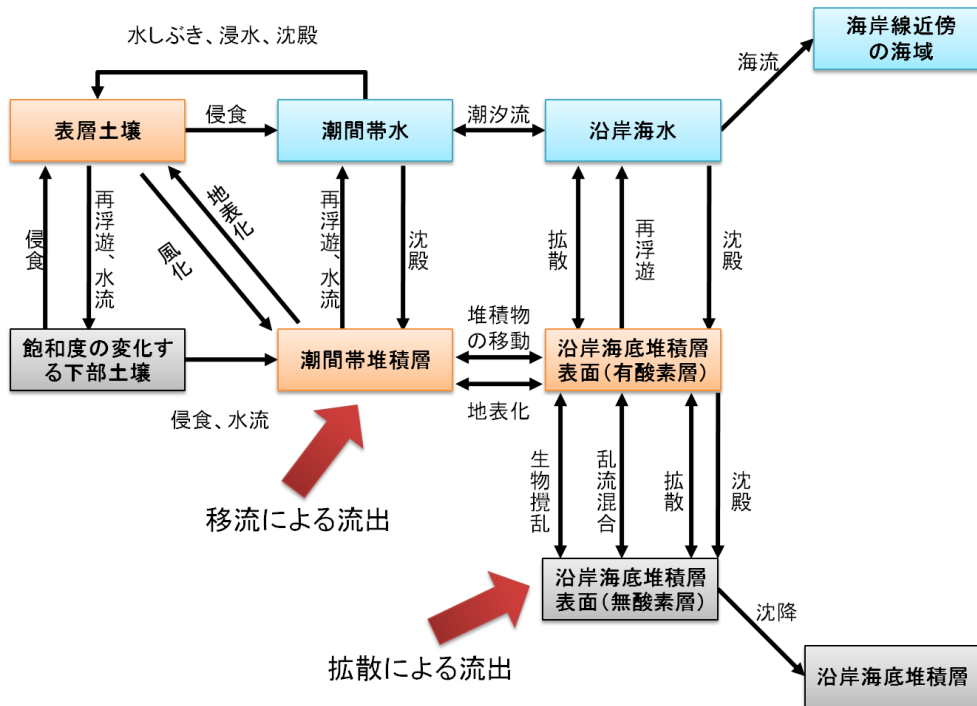 水しぶき、浸水、沈殿
海岸線近傍
の海域
海流
表層土壌
侵食
潮間帯水
潮汐流
沿岸海水
侵食
再浮遊、水流
風化
地表化
再浮遊、水流
沈殿
拡散
再浮遊
沈殿
堆積物
の移動
飽和度の変化す
る下部土壌
潮間帯堆積層
沿岸海底堆積層
表面(有酸素層)
侵食、水流
地表化
移流による流出
生物攪乱
乱流混合
拡散
沈殿
沿岸海底堆積層
表面(無酸素層)
拡散による流出
沈降
沿岸海底堆積層